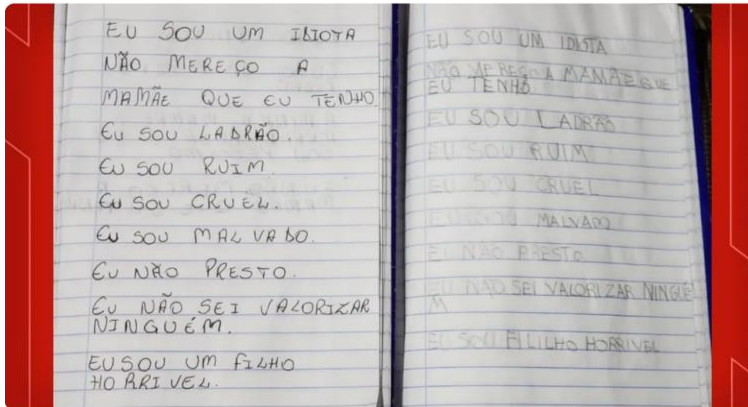 EU SOU UM IDIOTA
NÃO MEREÇO A
MAMÃE QUE EU TENHO
EU SOU LADRÃO.
EU SOU RUIM
EU SOU CRUEL.
EU SOU MALVADO.
EU NÃO PRESTO.
EU NÃO SEI VALORIZAR
NINGUÉM.
EU SOU UM FILHO
HORRIVEL.
EU SOU UM IDIOTA
NÃO MEREÇO A MAMÃE QUE
EU TENHO
EU SOU LADRÃO
EU SOU RUIM
EU SOU CRUEL
EU SOU MALVADO
E NÃO PRESTO
EU NÃO SEI VALORIZAR NINGUÉ
M
E SOU FILILHO HORRIVEL